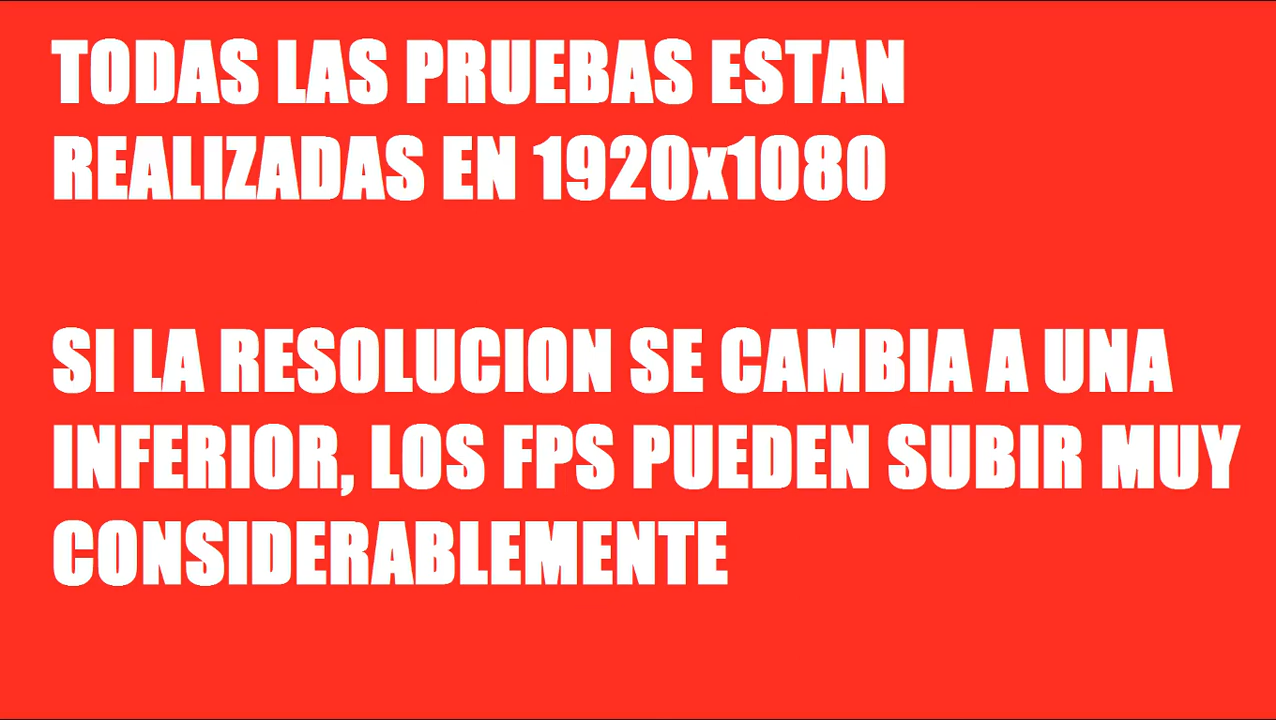 TODAS LAS PRUEBAS ESTAN
REALIZADAS EN 1920x1080
SI LA RESOLUCION SE CAMBIA A UNA
INFERIOR, LOS FPS PUEDEN SUBIR MUY
CONSIDERABLEMENTE